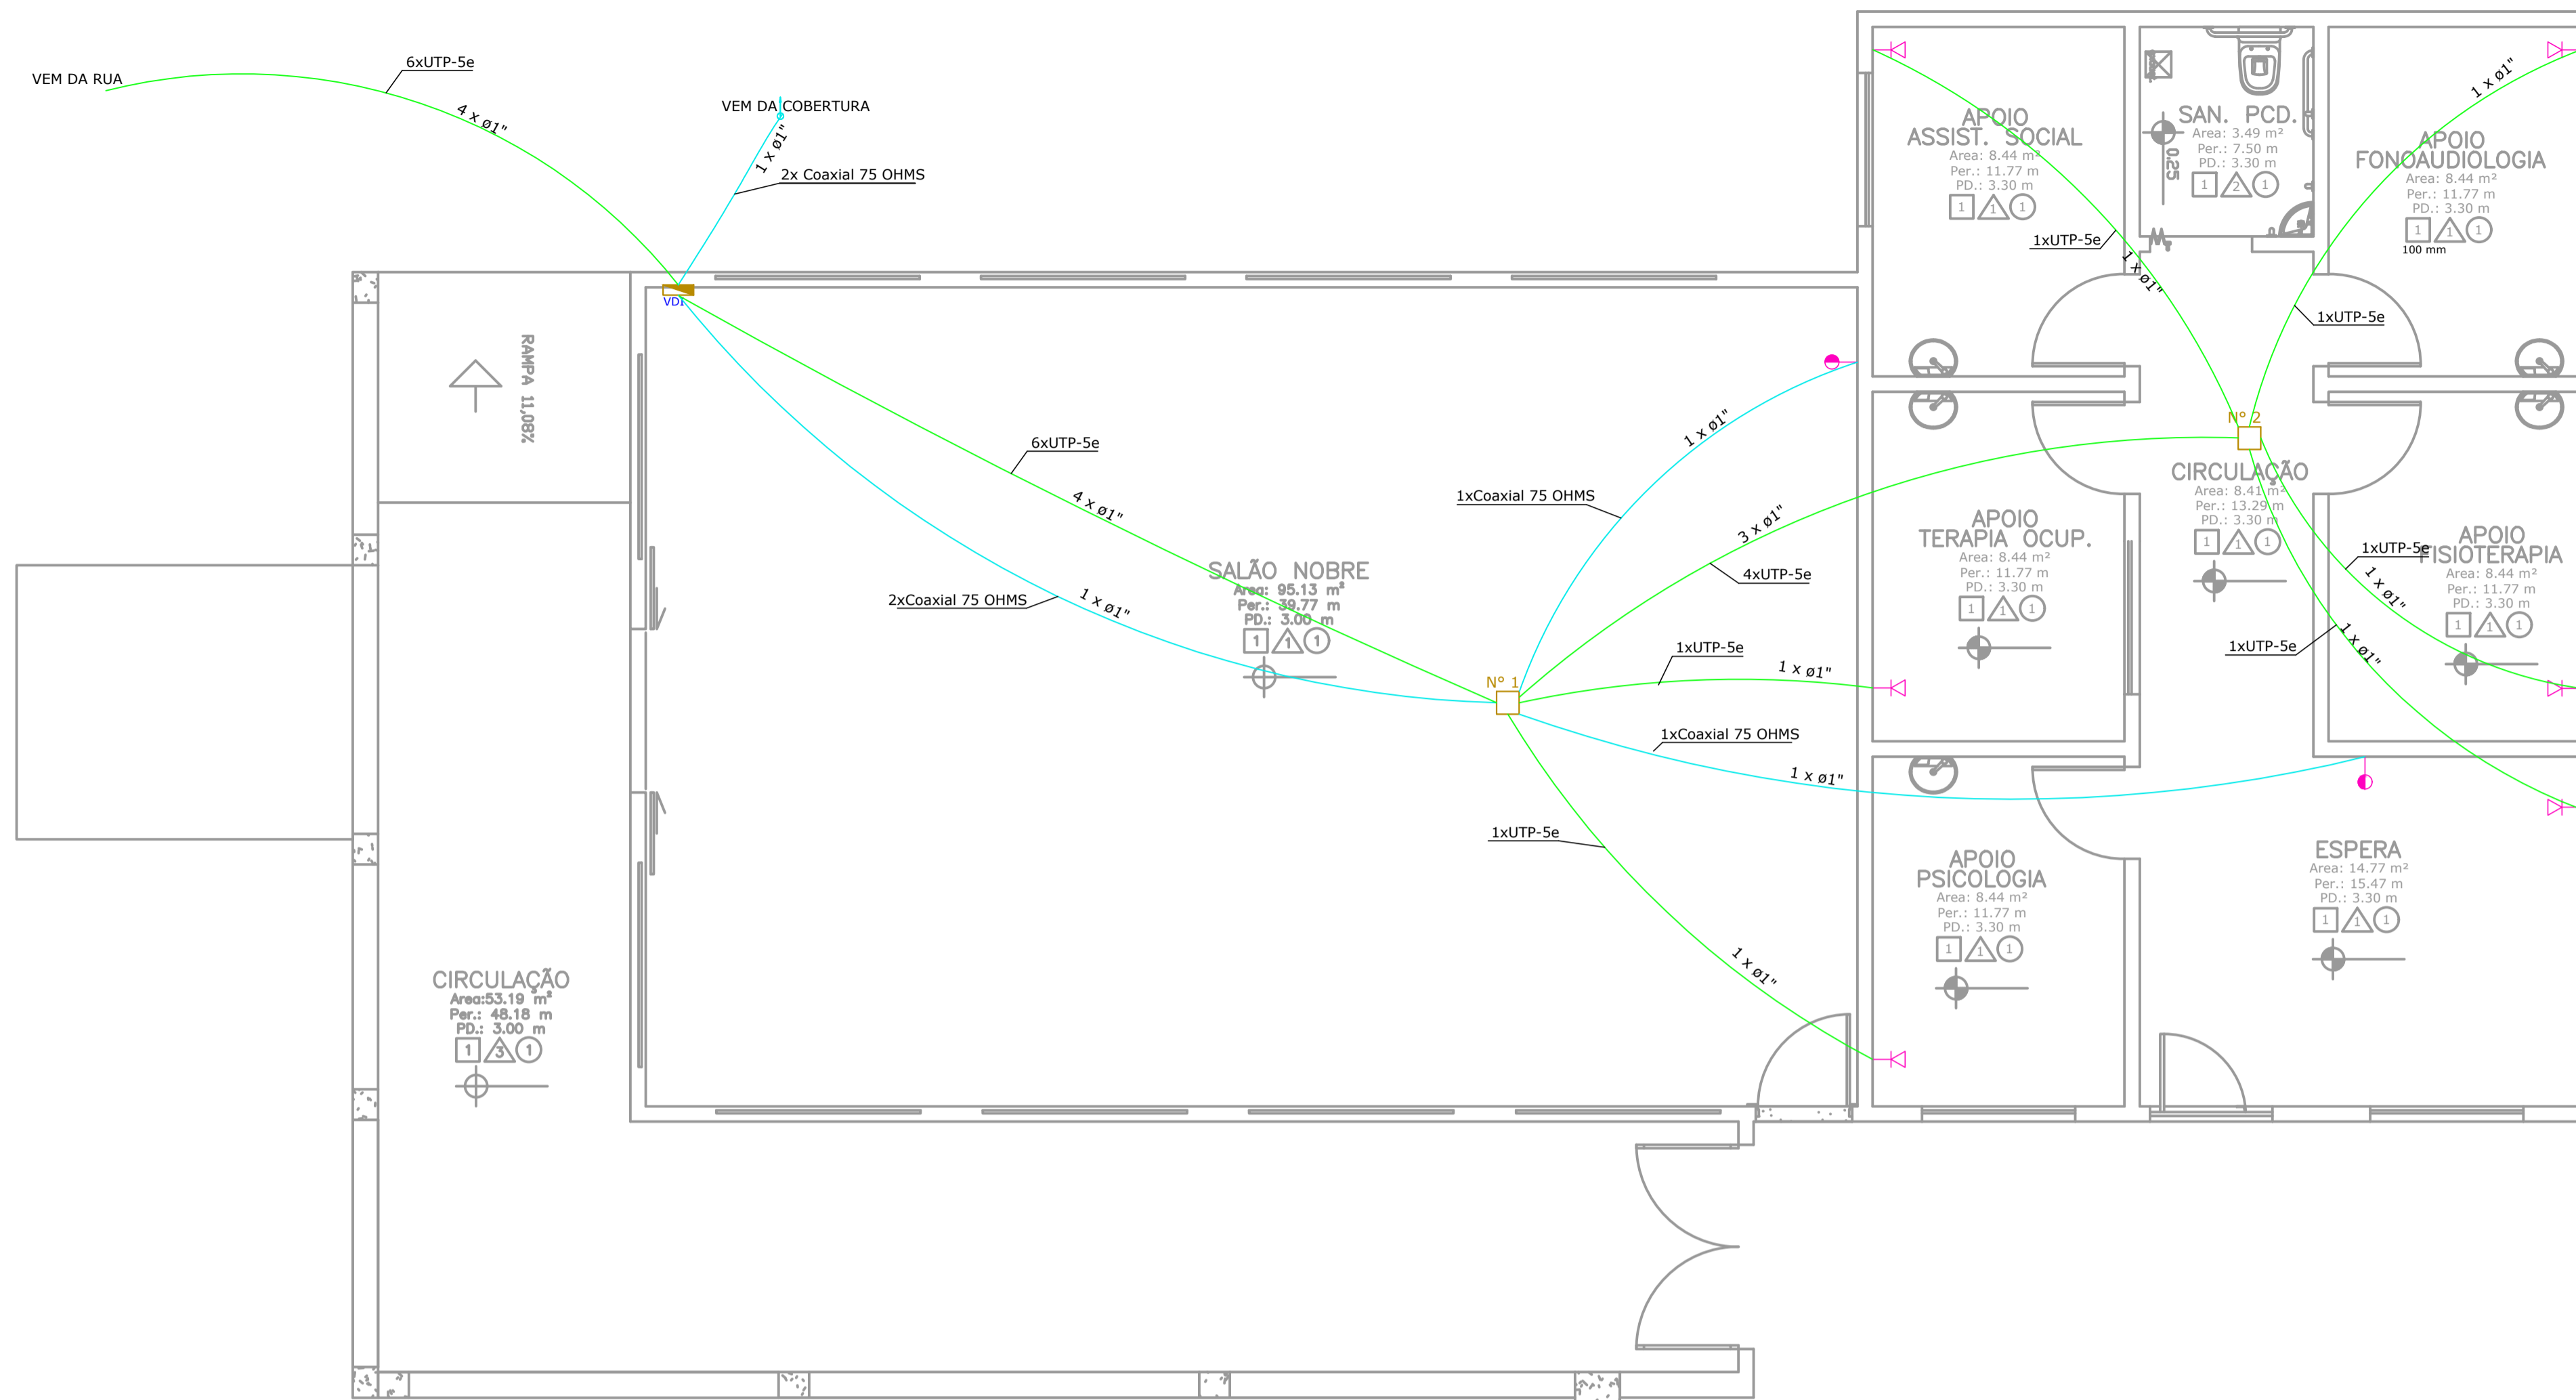 VEM DA RUA
6xUTP-5e
4 x ø1"
VEM DA COBERTURA
1 x ø1"
2x Coaxial 75 OHMS
VDI
RAMPA 11,08%
6xUTP-5e
4 x ø1"
2xCoaxial 75 OHMS
1 x ø1"
SALÃO NOBRE
Area: 95.13 m²
Per.: 39.77 m
PD.: 3.00 m
1 1 1
N° 1
1xCoaxial 75 OHMS
1 x ø1"
3 x ø1"
4xUTP-5e
1xUTP-5e
1 x ø1"
1xCoaxial 75 OHMS
1 x ø1"
1xUTP-5e
1 x ø1"
CIRCULAÇÃO
Area:53.19 m²
Per.: 48.18 m
PD.: 3.00 m
1 3 1
APOIO
ASSIST. SOCIAL
Area: 8.44 m²
Per.: 11.77 m
PD.: 3.30 m
1 1 1
1xUTP-5e
1 x ø1"
SAN. PCD.
Area: 3.49 m²
Per.: 7.50 m
PD.: 3.30 m
1 2 1
0.25
APOIO
FONOAUDIOLOGIA
Area: 8.44 m²
Per.: 11.77 m
PD.: 3.30 m
1 1 1
100 mm
1 x ø1"
1xUTP-5e
N° 2
CIRCULAÇÃO
Area: 8.41 m²
Per.: 13.29 m
PD.: 3.30 m
1 1 1
APOIO
TERAPIA OCUP.
Area: 8.44 m²
Per.: 11.77 m
PD.: 3.30 m
1 1 1
APOIO
FISIOTERAPIA
Area: 8.44 m²
Per.: 11.77 m
PD.: 3.30 m
1 1 1
1xUTP-5e
1 x ø1"
1xUTP-5e
1 x ø1"
APOIO
PSICOLOGIA
Area: 8.44 m²
Per.: 11.77 m
PD.: 3.30 m
1 1 1
ESPERA
Area: 14.77 m²
Per.: 15.47 m
PD.: 3.30 m
1 1 1